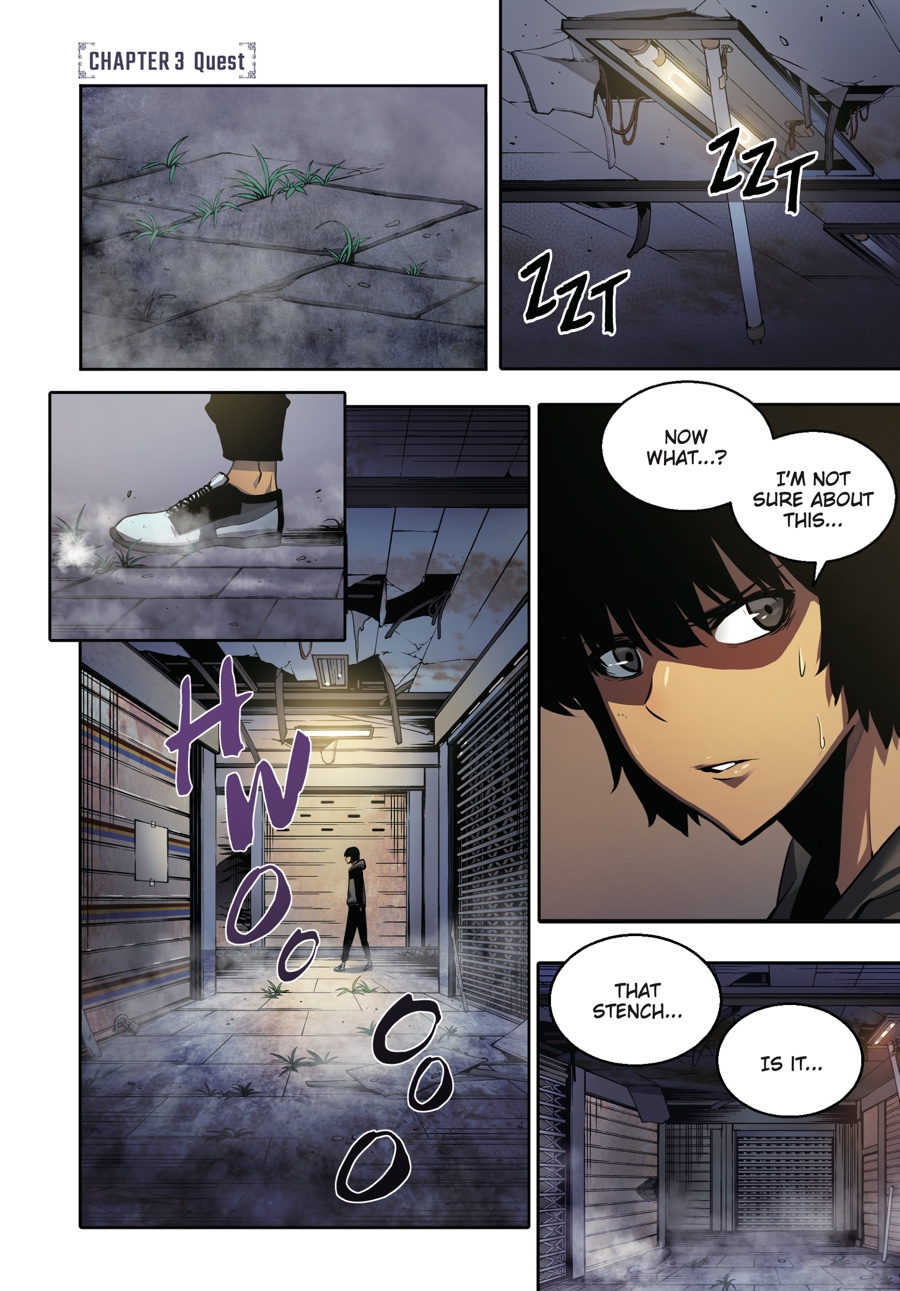 CHAPTER 3 Quest
ZZT
ZZT
NOW
WHAT...?
I'M NOT
SURE ABOUT
THIS...
HWOOOOO
THAT
STENCH...
IS IT...